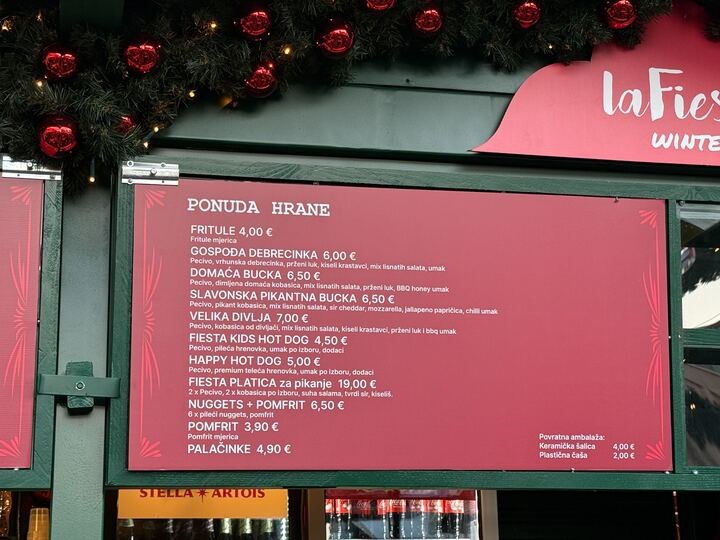 laFies
WINTE
PONUDA HRANE
FRITULE 4,00 €
Fritule mjerica
GOSPOĐA DEBRECINKA 6,00 €
Pecivo, vrhunska debrecinka, prženi luk, kiseli krastavci, mix lisnatih salata, umak
DOMAĆA BUCKA 6,50 €
Pecivo, dimljena domaća kobasica, mix lisnatih salata, prženi luk, BBQ honey umak
SLAVONSKA PIKANTNA BUCKA 6,50 €
Pecivo, pikant kobasica, mix lisnatih salata, sir cheddar, mozzarella, jallapeno papričica, chilli umak
VELIKA DIVLJA 7,00 €
Pecivo, kobasica od divljači, mix lisnatih salata, kiseli krastavci, prženi luk i bbq umak
FIESTA KIDS HOT DOG 4,50 €
Pecivo, pileća hrenovka, umak po izboru, dodaci
HAPPY HOT DOG 5,00 €
Pecivo, premium teleća hrenovka, umak po izboru, dodaci
FIESTA PLATICA za pikanje 19,00 €
2 x Pecivo, 2 x kobasica po izboru, suha salama, tvrdi sir, kiseliš.
NUGGETS + POMFRIT 6,50 €
6 x pileći nuggets, pomfrit
POMFRIT 3,90 €
Pomfrit mjerica
PALAČINKE 4,90 €
Povratna ambalaža:
Keramička šalica 4,00 €
Plastična čaša 2,00 €
STELLA ARTOIS